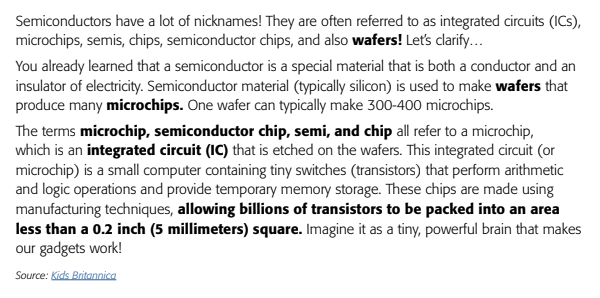 Semiconductors have a lot of nicknames! They are often referred to as integrated circuits (ICs),
microchips, semis, chips, semiconductor chips, and also wafers! Let's clarify…
You already learned that a semiconductor is a special material that is both a conductor and an
insulator of electricity. Semiconductor material (typically silicon) is used to make wafers that
produce many microchips. One wafer can typically make 300-400 microchips.
The terms microchip, semiconductor chip, semi, and chip all refer to a microchip,
which is an integrated circuit (IC) that is etched on the wafers. This integrated circuit (or
microchip) is a small computer containing tiny switches (transistors) that perform arithmetic
and logic operations and provide temporary memory storage. These chips are made using
manufacturing techniques, allowing billions of transistors to be packed into an area
less than a 0.2 inch (5 millimeters) square. Imagine it as a tiny, powerful brain that makes
our gadgets work!
Source: Kids Britannica